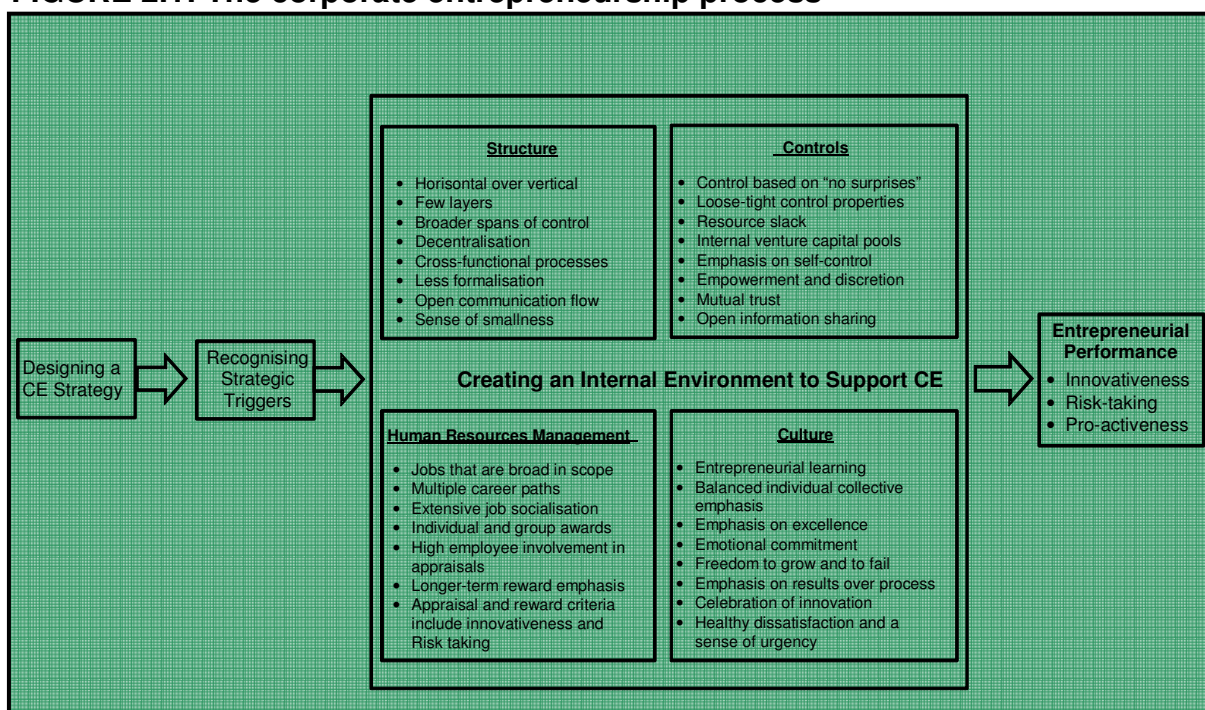 FIGURE 2.1: The corporate entrepreneurship process
Designing a
CE Strategy
Recognising
Strategic
Triggers
Structure
• Horisontal over vertical
• Few layers
• Broader spans of control
• Decentralisation
• Cross-functional processes
• Less formalisation
• Open communication flow
• Sense of smallness
Controls
• Control based on “no surprises”
• Loose-tight control properties
• Resource slack
• Internal venture capital pools
• Emphasis on self-control
• Empowerment and discretion
• Mutual trust
• Open information sharing
Creating an Internal Environment to Support CE
Human Resources Management
• Jobs that are broad in scope
• Multiple career paths
• Extensive job socialisation
• Individual and group awards
• High employee involvement in
appraisals
• Longer-term reward emphasis
• Appraisal and reward criteria
include innovativeness and
Risk taking
Culture
• Entrepreneurial learning
• Balanced individual collective
emphasis
• Emphasis on excellence
• Emotional commitment
• Freedom to grow and to fail
• Emphasis on results over process
• Celebration of innovation
• Healthy dissatisfaction and a
sense of urgency
Entrepreneurial
Performance
• Innovativeness
• Risk-taking
• Pro-activeness